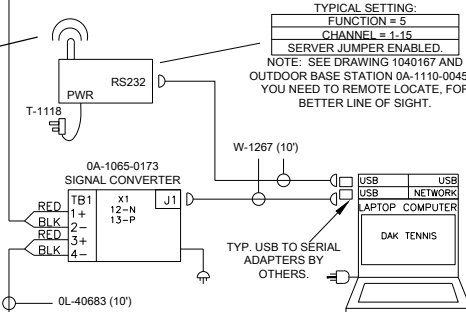 TYPICAL SETTING:
FUNCTION = 5
CHANNEL = 1-15
SERVER JUMPER ENABLED.
NOTE: SEE DRAWING 1040167 AND
OUTDOOR BASE STATION 0A-1110-0045
YOU NEED TO REMOTE LOCATE, FOR
BETTER LINE OF SIGHT.
RS232
PWR
T-1118
W-1267 (10')
0A-1065-0173
SIGNAL CONVERTER
TB1 X1 J1
12-N
13-P
RED 1+
BLK 2-
RED 3+
BLK 4-
USB USB
USB NETWORK
LAPTOP COMPUTER
DAK TENNIS
TYP. USB TO SERIAL
ADAPTERS BY
OTHERS.
0L-40683 (10')